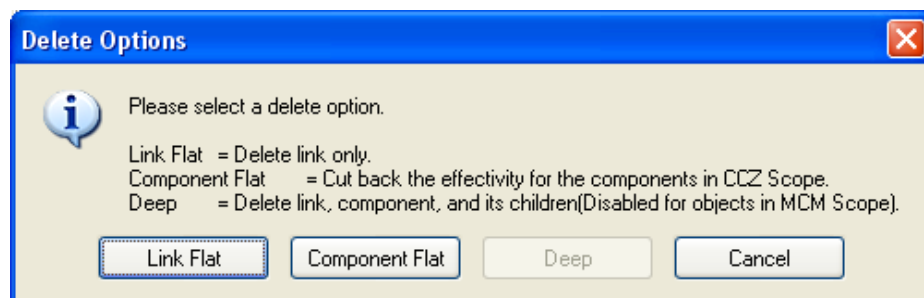 Delete Options
Please select a delete option.
Link Flat = Delete link only.
Component Flat = Cut back the effectivity for the components in CCZ Scope.
Deep = Delete link, component, and its children(Disabled for objects in MCM Scope).
Link Flat Component Flat Deep Cancel